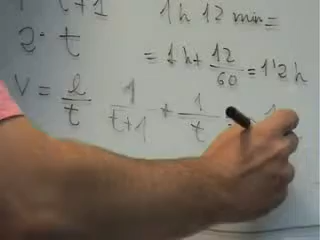 t+1
1 h 12 min =
2. t
= 1 h + 12/60 = 1'2 h
V = e/t 1/t+1 + 1/t